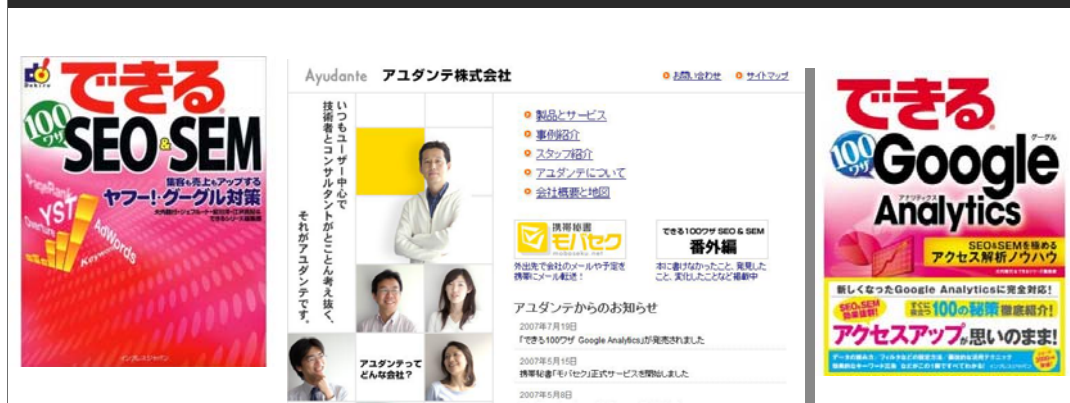 できる
100ワザ
SEO & SEM
集客も売上もアップする
ヤフー!・グーグル対策
できるシリーズ編集部
PageRank
YST
Overture
AdWords
インプレスジャパン
Ayudante アユダンテ株式会社
お問い合わせ
サイトマップ
いつもユーザー中心で
技術者とコンサルタントがとことん考え抜く、
それがアユダンテです。
製品とサービス
事例紹介
スタッフ紹介
アユダンテについて
会社概要と地図
携帯秘書
モバセク
mobaseku.net
外出先で会社のメールや予定を
携帯にメール転送!
できる100ワザ SEO & SEM
番外編
本に書けなかったこと、発見した
こと、変化したことなど掲載中
アユダンテからのお知らせ
2007年7月19日
「できる100ワザ Google Analytics」が発売されました
2007年5月15日
携帯秘書「モバセク」正式サービスを開始しました
2007年5月8日
アユダンテって
どんな会社?
できる
100ワザ
グーグル
Google
アナリティクス
Analytics
SEO&SEMを極める
アクセス解析ノウハウ
新しくなったGoogle Analyticsに完全対応!
SEO&SEM
効果抜群!
すぐに
役立つ
100の秘策徹底紹介!
アクセスアップが思いのまま!
インプレスジャパン